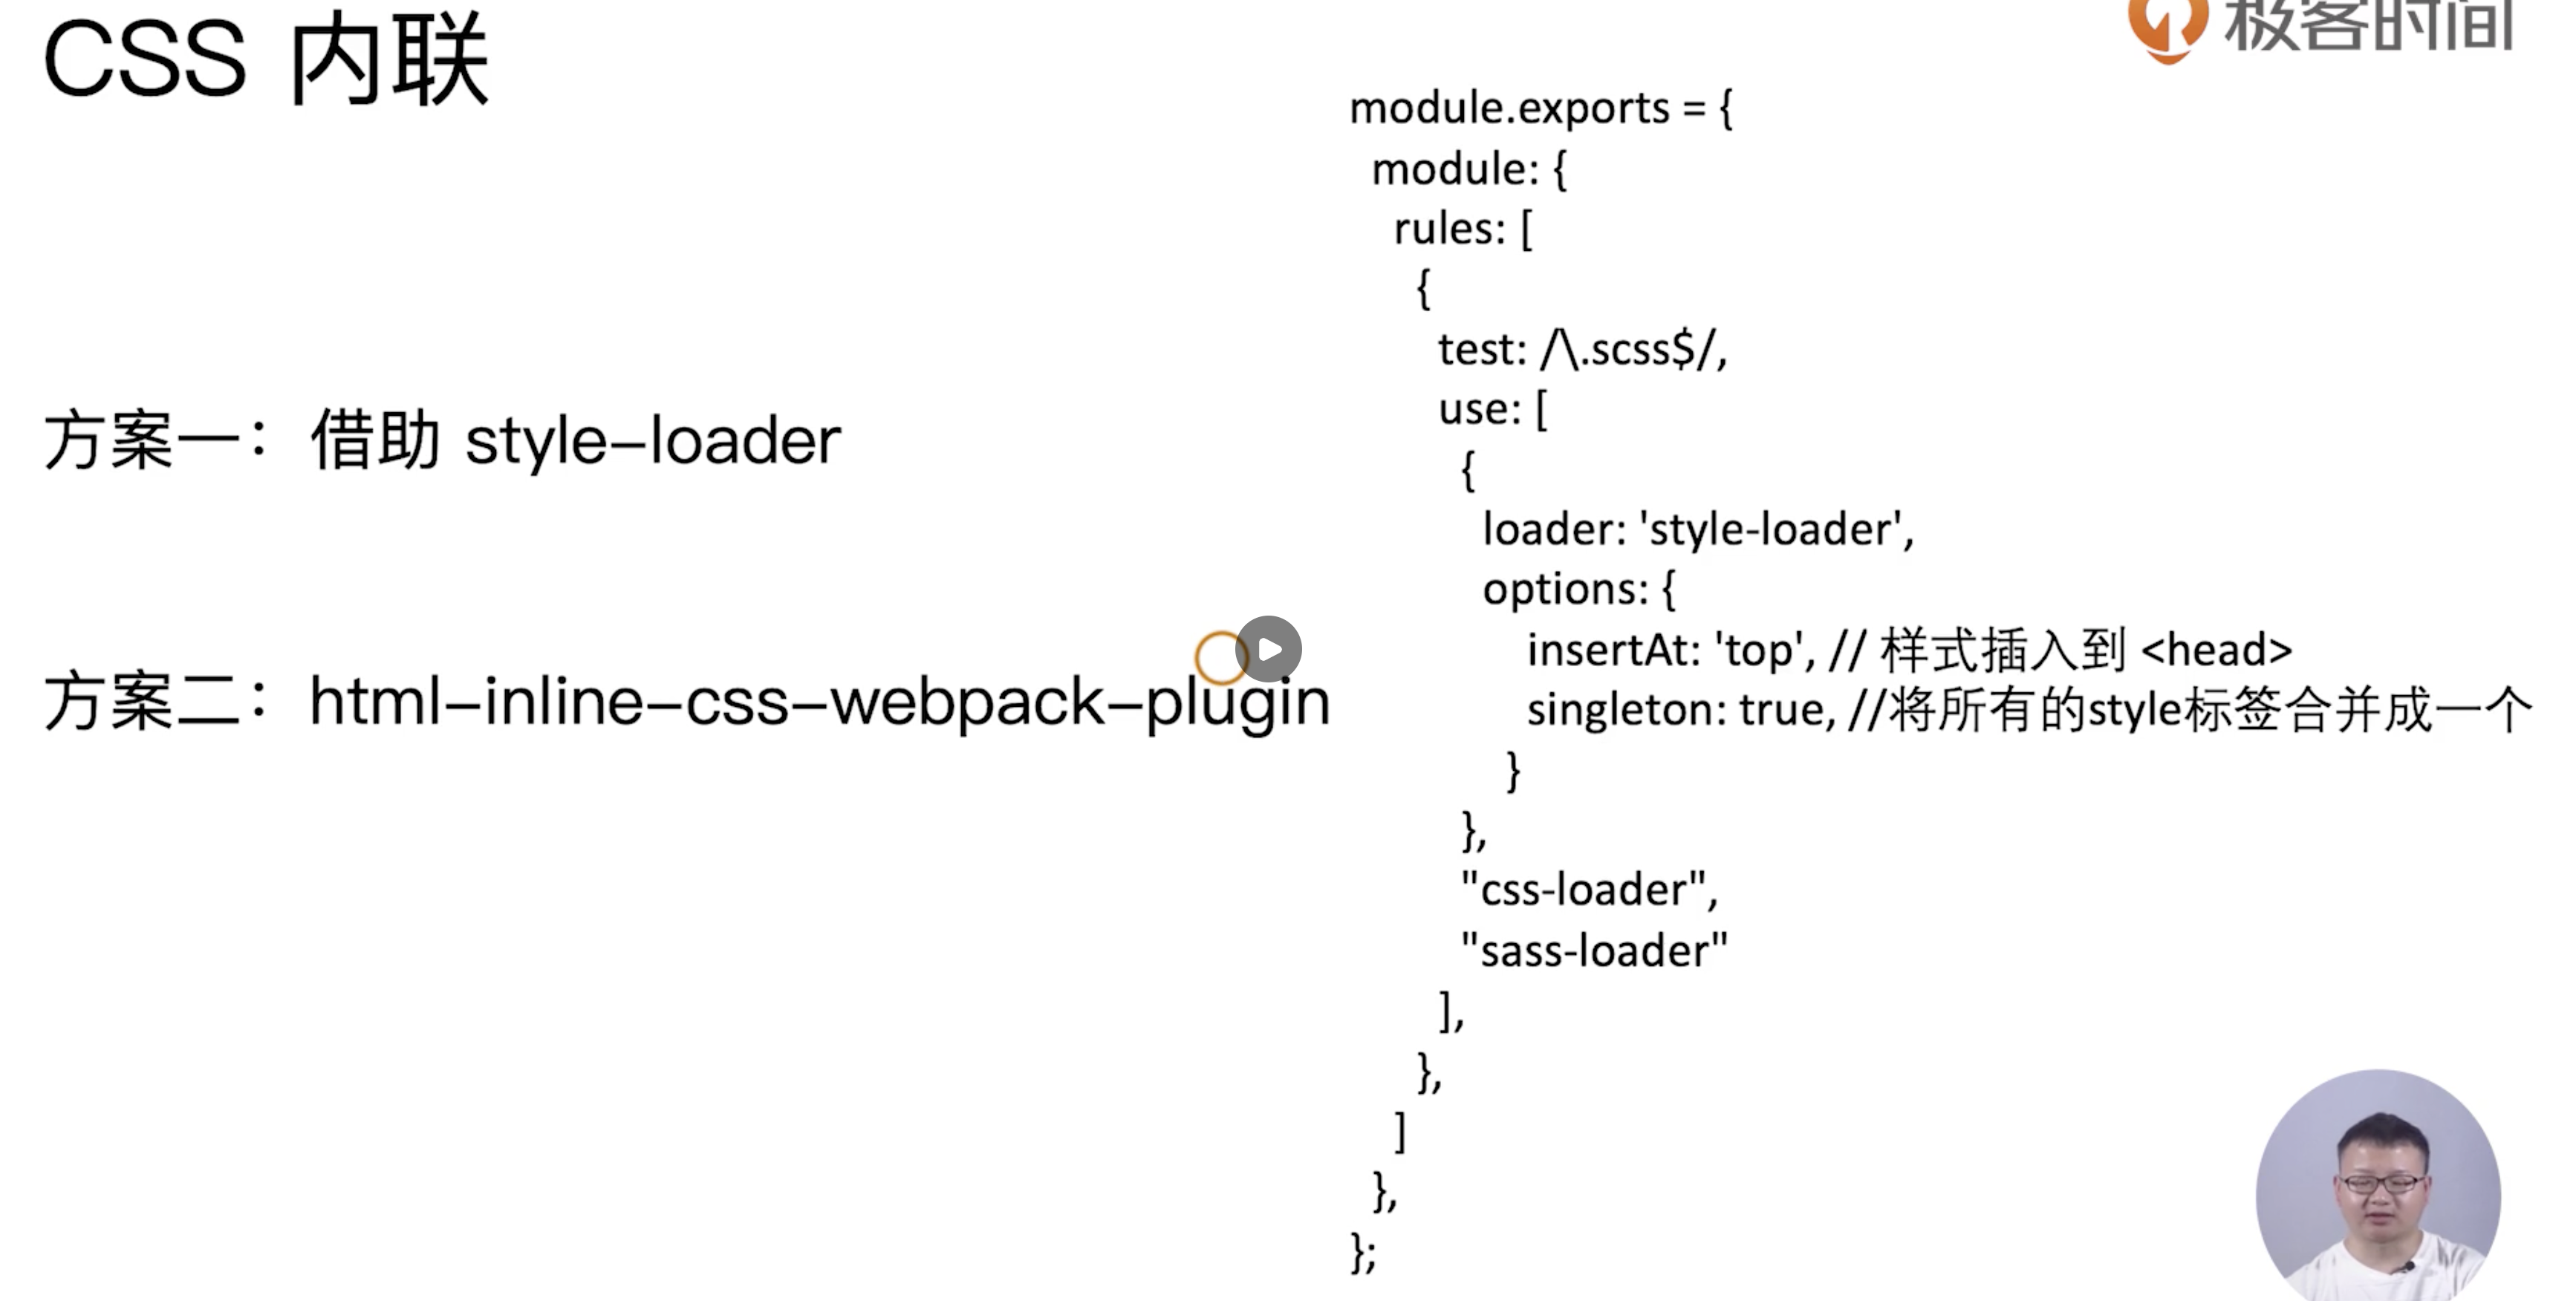 CSS 内联
极客时间
方案一：借助 style-loader
方案二：html-inline-css-webpack-plugin
module.exports = {
module: {
rules: [
{
test: /\.scss$/,
use: [
{
loader: 'style-loader',
options: {
insertAt: 'top', // 样式插入到 <head>
singleton: true, //将所有的style标签合并成一个
}
},
"css-loader",
"sass-loader"
],
},
]
},
};